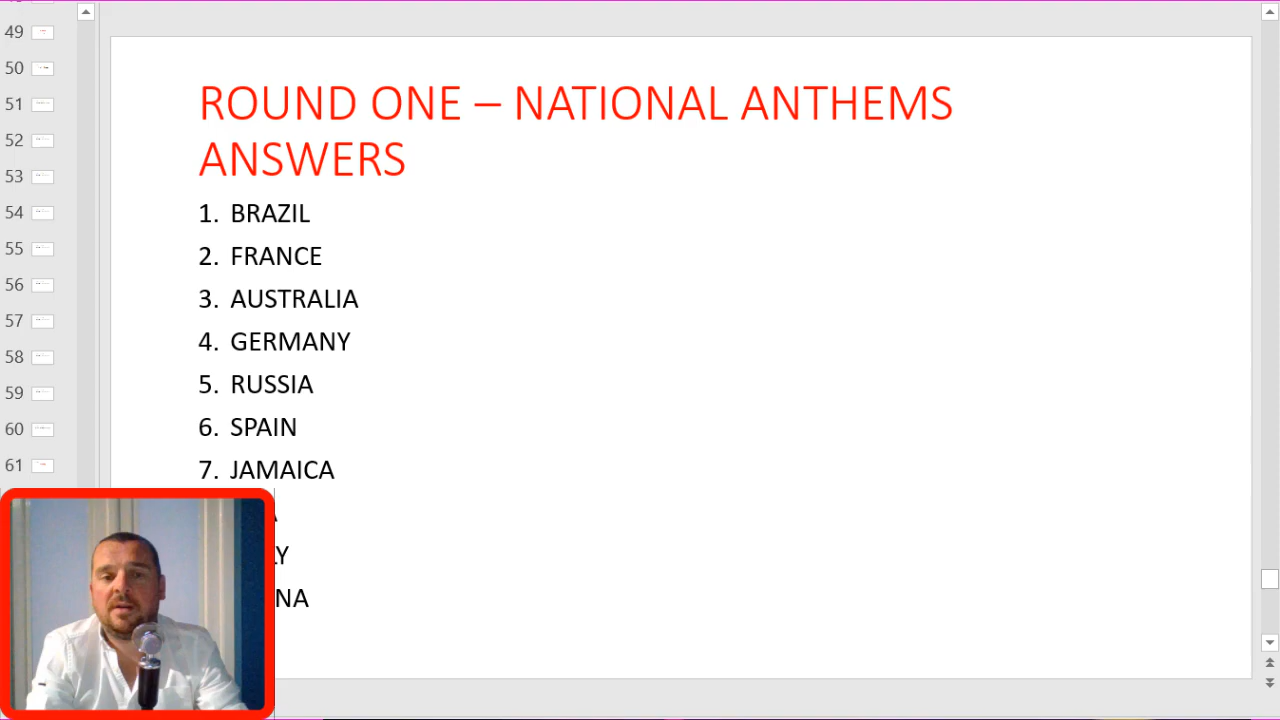 49
50
51
52
53
54
55
56
57
58
59
60
61
ROUND ONE – NATIONAL ANTHEMS
ANSWERS
1. BRAZIL
2. FRANCE
3. AUSTRALIA
4. GERMANY
5. RUSSIA
6. SPAIN
7. JAMAICA